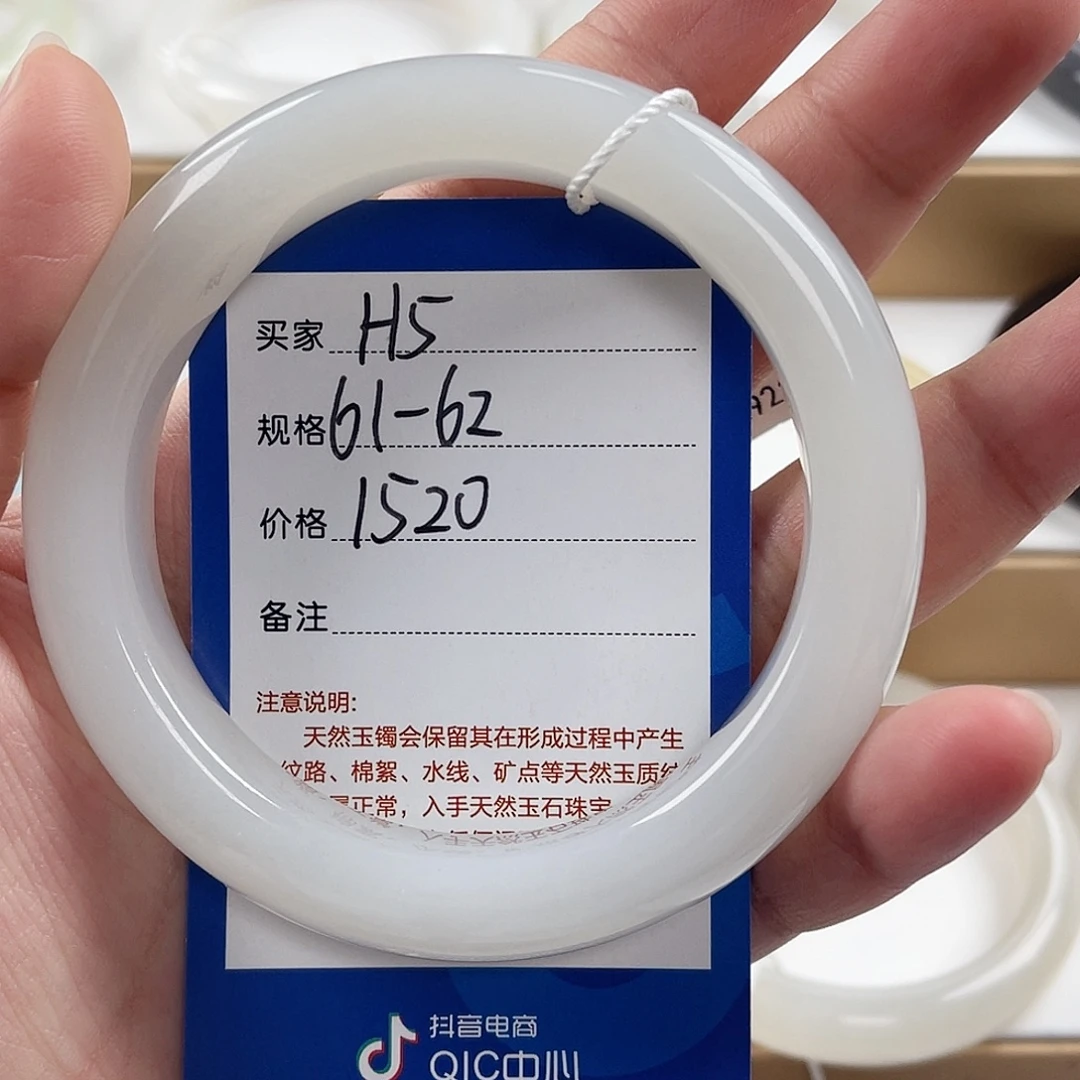 买家 H5
规格 61-62
价格 1520
备注
注意说明:
天然玉镯会保留其在形成过程中产生
纹路、棉絮、水线、矿点等天然玉质纹
正常，入手天然玉石珠宝
抖音电商
QIC中心